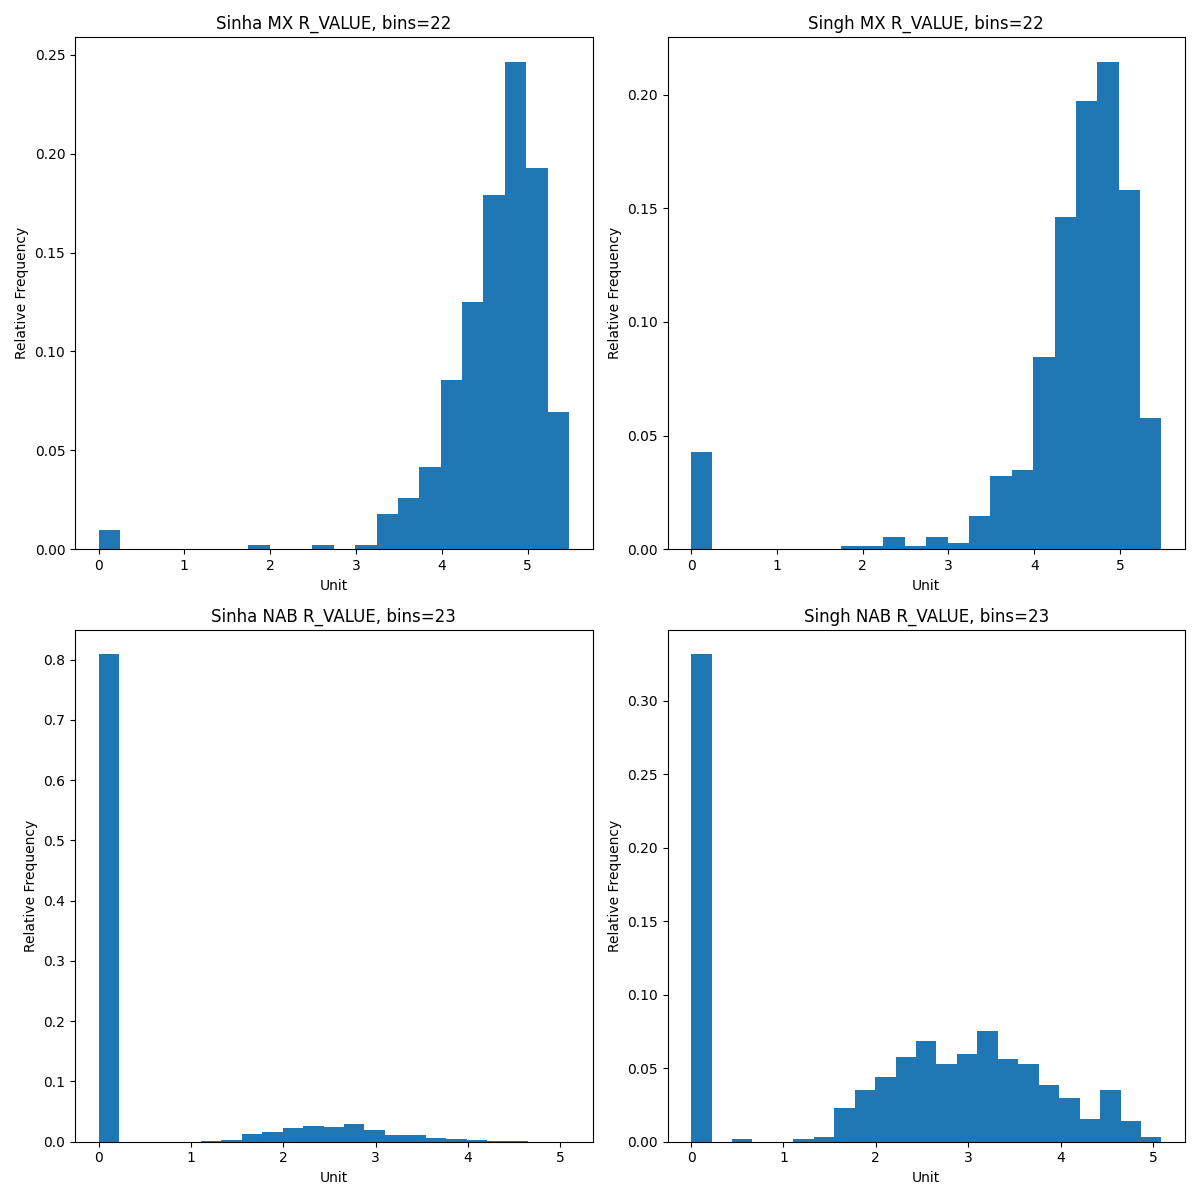 Sinha MX R_VALUE, bins=22
Relative Frequency
0.25
0.20
0.15
0.10
0.05
0.00
0 1 2 3 4 5
Unit
Singh MX R_VALUE, bins=22
Relative Frequency
0.20
0.15
0.10
0.05
0.00
0 1 2 3 4 5
Unit
Sinha NAB R_VALUE, bins=23
Relative Frequency
0.8
0.7
0.6
0.5
0.4
0.3
0.2
0.1
0.0
0 1 2 3 4 5
Unit
Singh NAB R_VALUE, bins=23
Relative Frequency
0.30
0.25
0.20
0.15
0.10
0.05
0.00
0 1 2 3 4 5
Unit